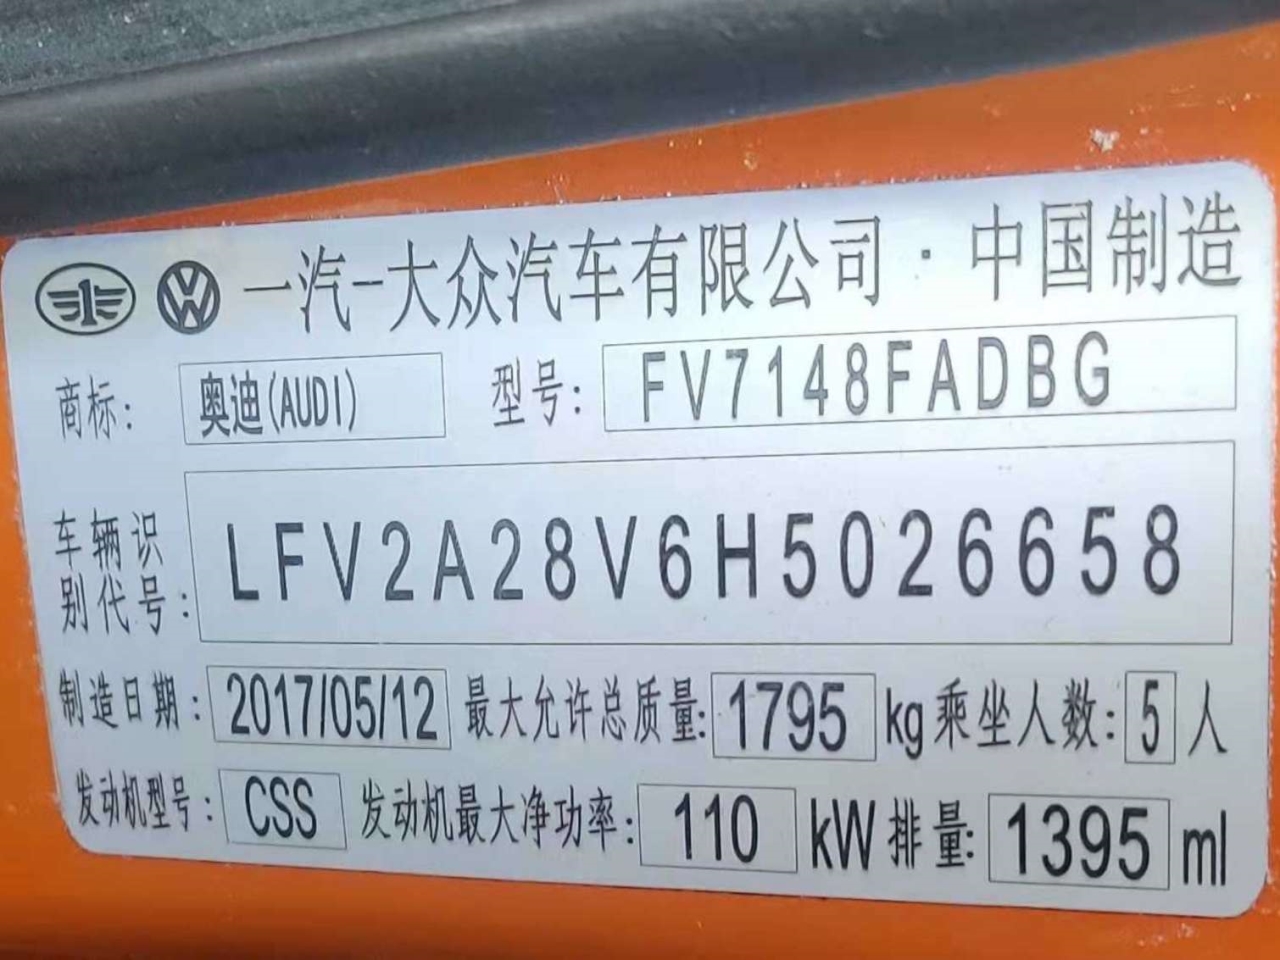 一汽-大众汽车有限公司·中国制造
商标: 奥迪(AUDI) 型号: FV7148FADBG
车辆识别代号: LFV2A28V6H5026658
制造日期: 2017/05/12 最大允许总质量: 1795 kg 乘坐人数: 5 人
发动机型号: CSS 发动机最大净功率: 110 kW 排量: 1395 ml